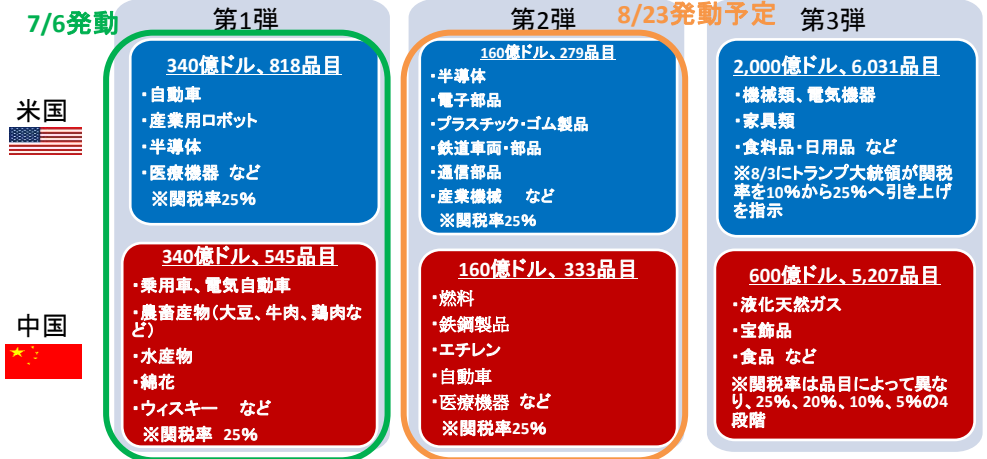 7/6発動
第1弾
第2弾
8/23発動予定
第3弾
米国
340億ドル、818品目
・自動車
・産業用ロボット
・半導体
・医療機器 など
※関税率25%
160億ドル、279品目
・半導体
・電子部品
・プラスチック・ゴム製品
・鉄道車両・部品
・通信部品
・産業機械 など
※関税率25%
2,000億ドル、6,031品目
・機械類、電気機器
・家具類
・食料品・日用品 など
※8/3にトランプ大統領が関税
率を10%から25%へ引き上げ
を指示
中国
340億ドル、545品目
・乗用車、電気自動車
・農畜産物(大豆、牛肉、鶏肉な
ど)
・水産物
・綿花
・ウィスキー など
※関税率 25%
160億ドル、333品目
・燃料
・鉄鋼製品
・エチレン
・自動車
・医療機器 など
※関税率25%
600億ドル、5,207品目
・液化天然ガス
・宝飾品
・食品 など
※関税率は品目によって異な
り、25%、20%、10%、5%の4
段階